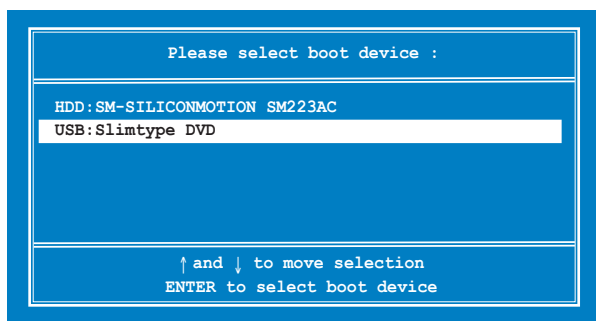 Please select boot device :
HDD:SM-SILICONMOTION SM223AC
USB:Slimtype DVD
↑ and ↓ to move selection
ENTER to select boot device